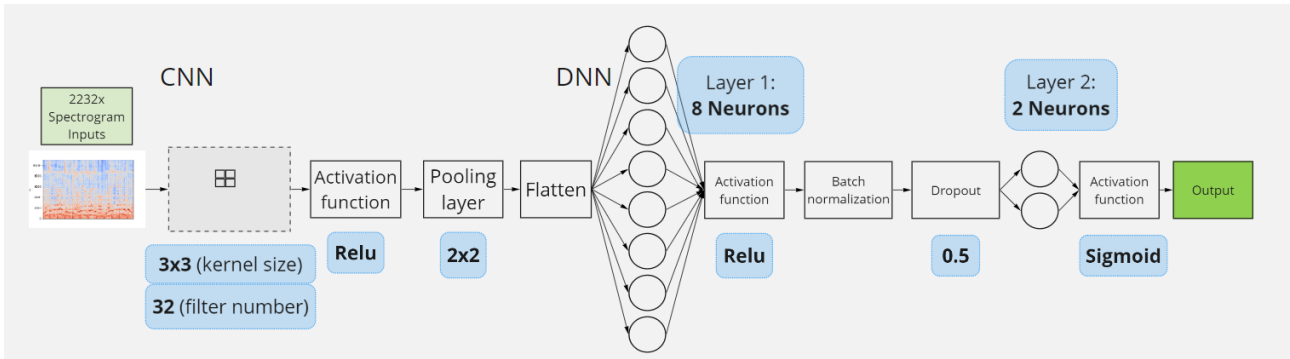 CNN
2232x
Spectrogram
Inputs
3x3 (kernel size)
32 (filter number)
Activation
function
Relu
Pooling
layer
2x2
Flatten
DNN
Layer 1:
8 Neurons
Activation
function
Relu
Batch
normalization
Dropout
0.5
Layer 2:
2 Neurons
Activation
function
Sigmoid
Output